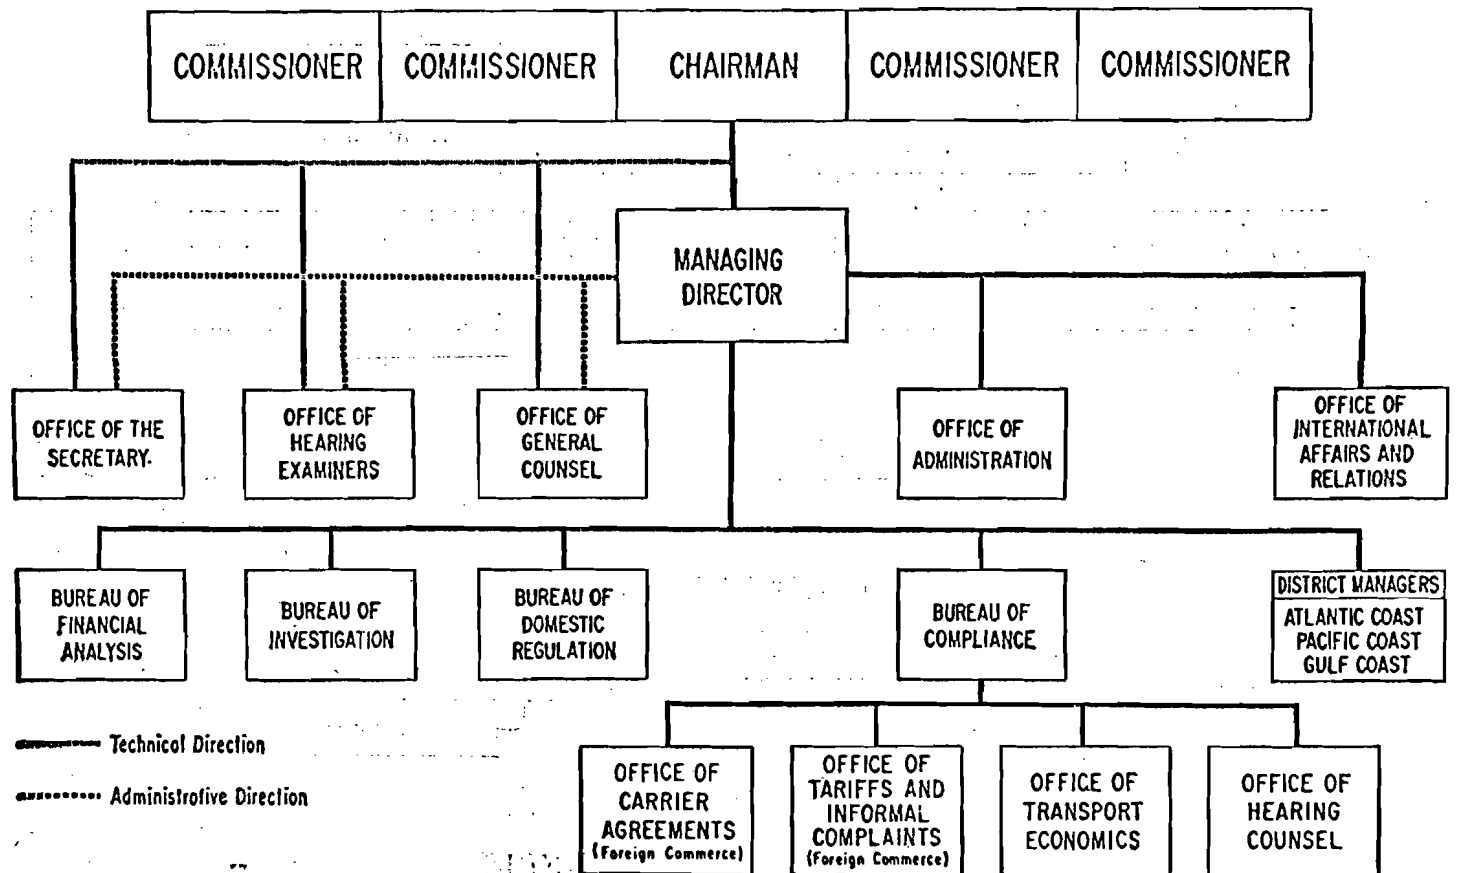 COMMISSIONER
COMMISSIONER
CHAIRMAN
COMMISSIONER
COMMISSIONER
MANAGING
DIRECTOR
OFFICE OF THE
SECRETARY.
OFFICE OF
HEARING
EXAMINERS
OFFICE OF
GENERAL
COUNSEL
OFFICE OF
ADMINISTRATION
OFFICE OF
INTERNATIONAL
AFFAIRS AND
RELATIONS
BUREAU OF
FINANCIAL
ANALYSIS
BUREAU OF
INVESTIGATION
BUREAU OF
DOMESTIC
REGULATION
BUREAU OF
COMPLIANCE
DISTRICT MANAGERS
ATLANTIC COAST
PACIFIC COAST
GULF COAST
Technical Direction
Administrative Direction
OFFICE OF
CARRIER
AGREEMENTS
(Foreign Commerce)
OFFICE OF
TARIFFS AND
INFORMAL
COMPLAINTS
(Foreign Commerce)
OFFICE OF
TRANSPORT
ECONOMICS
OFFICE OF
HEARING
COUNSEL